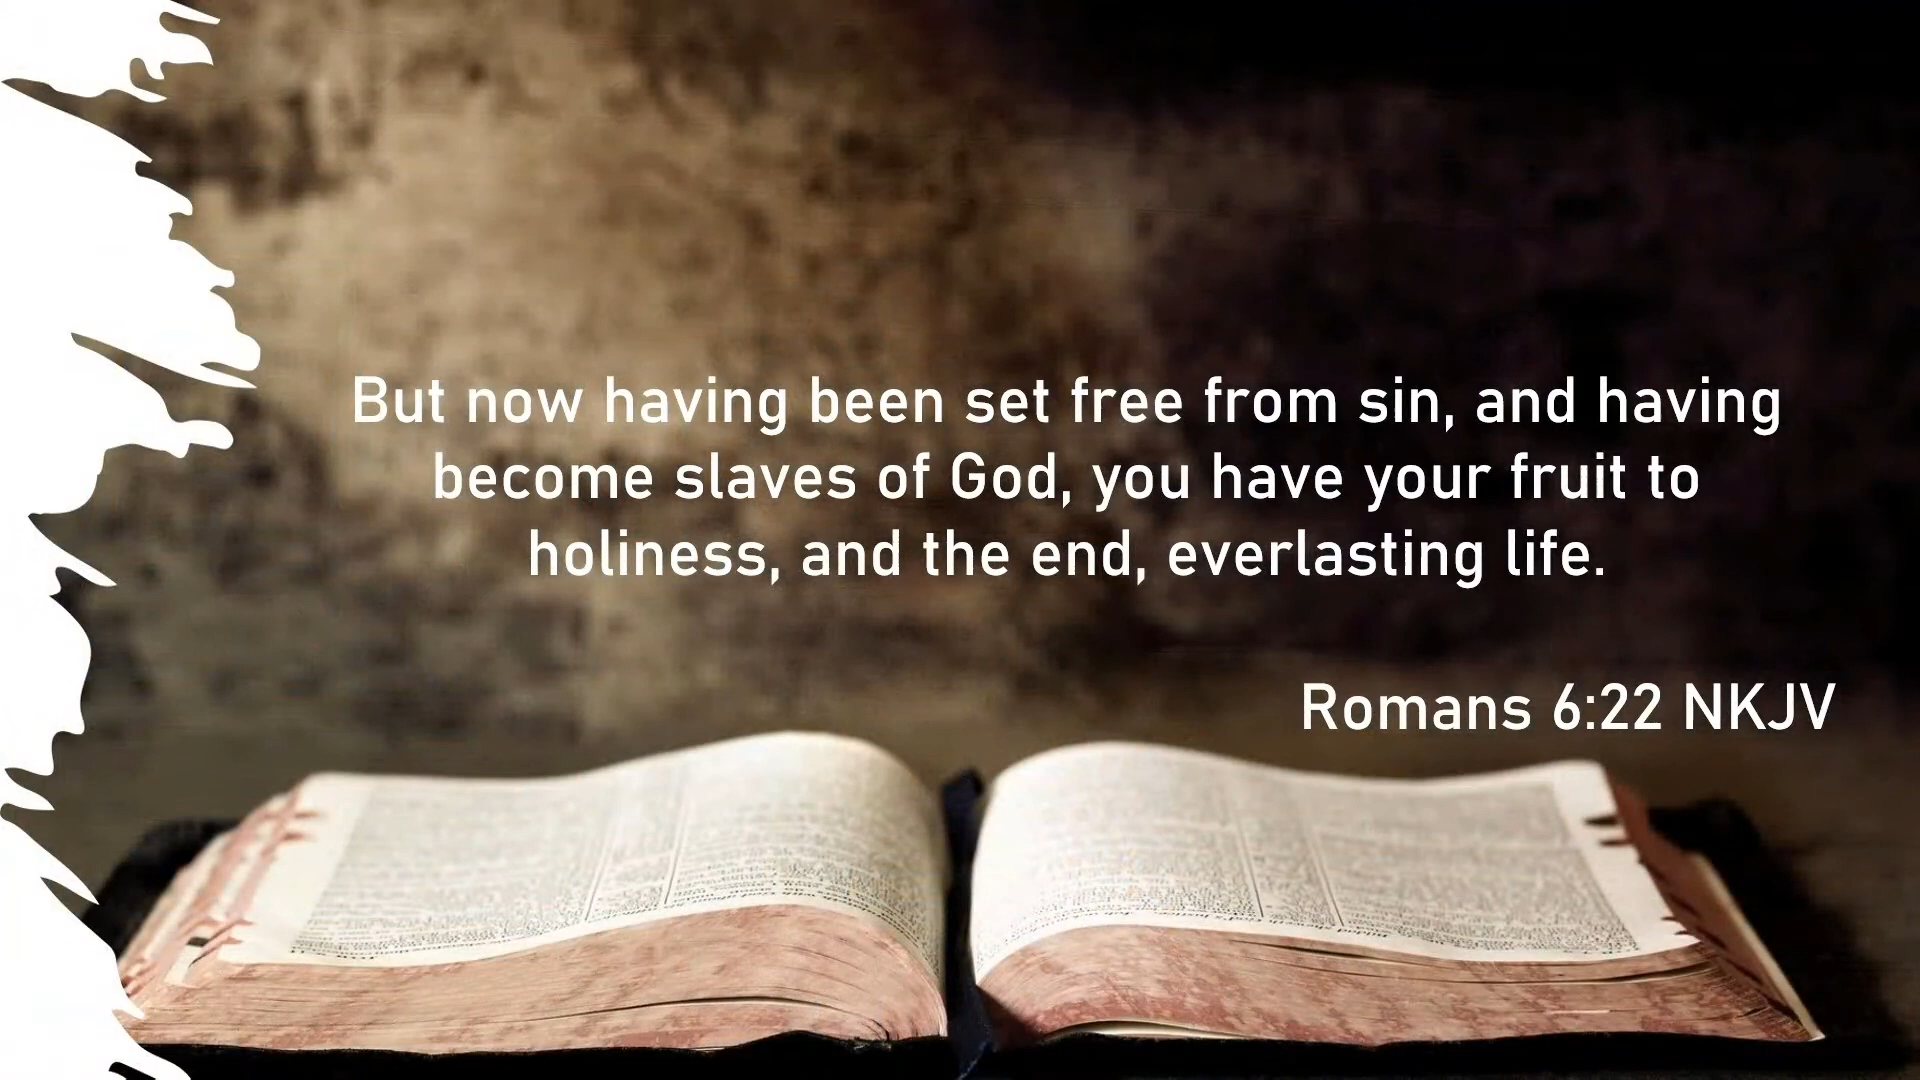 But now having been set free from sin, and having
become slaves of God, you have your fruit to
holiness, and the end, everlasting life.
Romans 6:22 NKJV